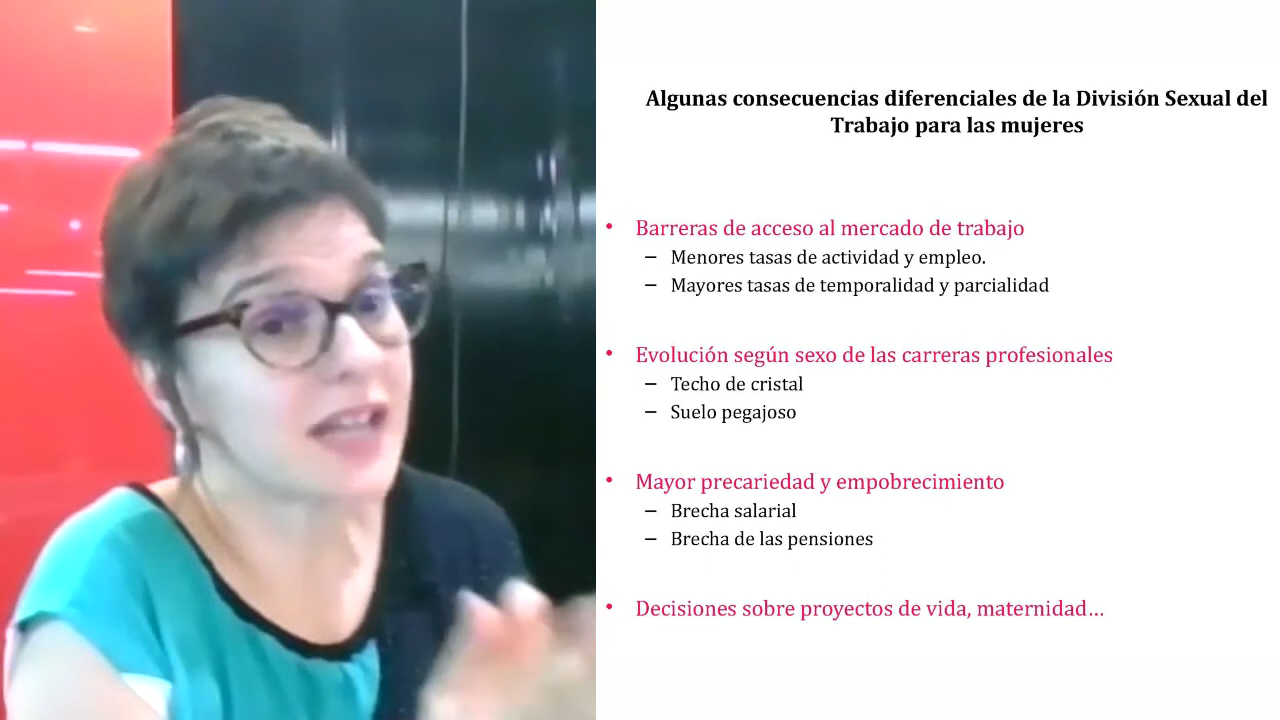 Algunas consecuencias diferenciales de la División Sexual del
Trabajo para las mujeres
• Barreras de acceso al mercado de trabajo
– Menores tasas de actividad y empleo.
– Mayores tasas de temporalidad y parcialidad
• Evolución según sexo de las carreras profesionales
– Techo de cristal
– Suelo pegajoso
• Mayor precariedad y empobrecimiento
– Brecha salarial
– Brecha de las pensiones
• Decisiones sobre proyectos de vida, maternidad…